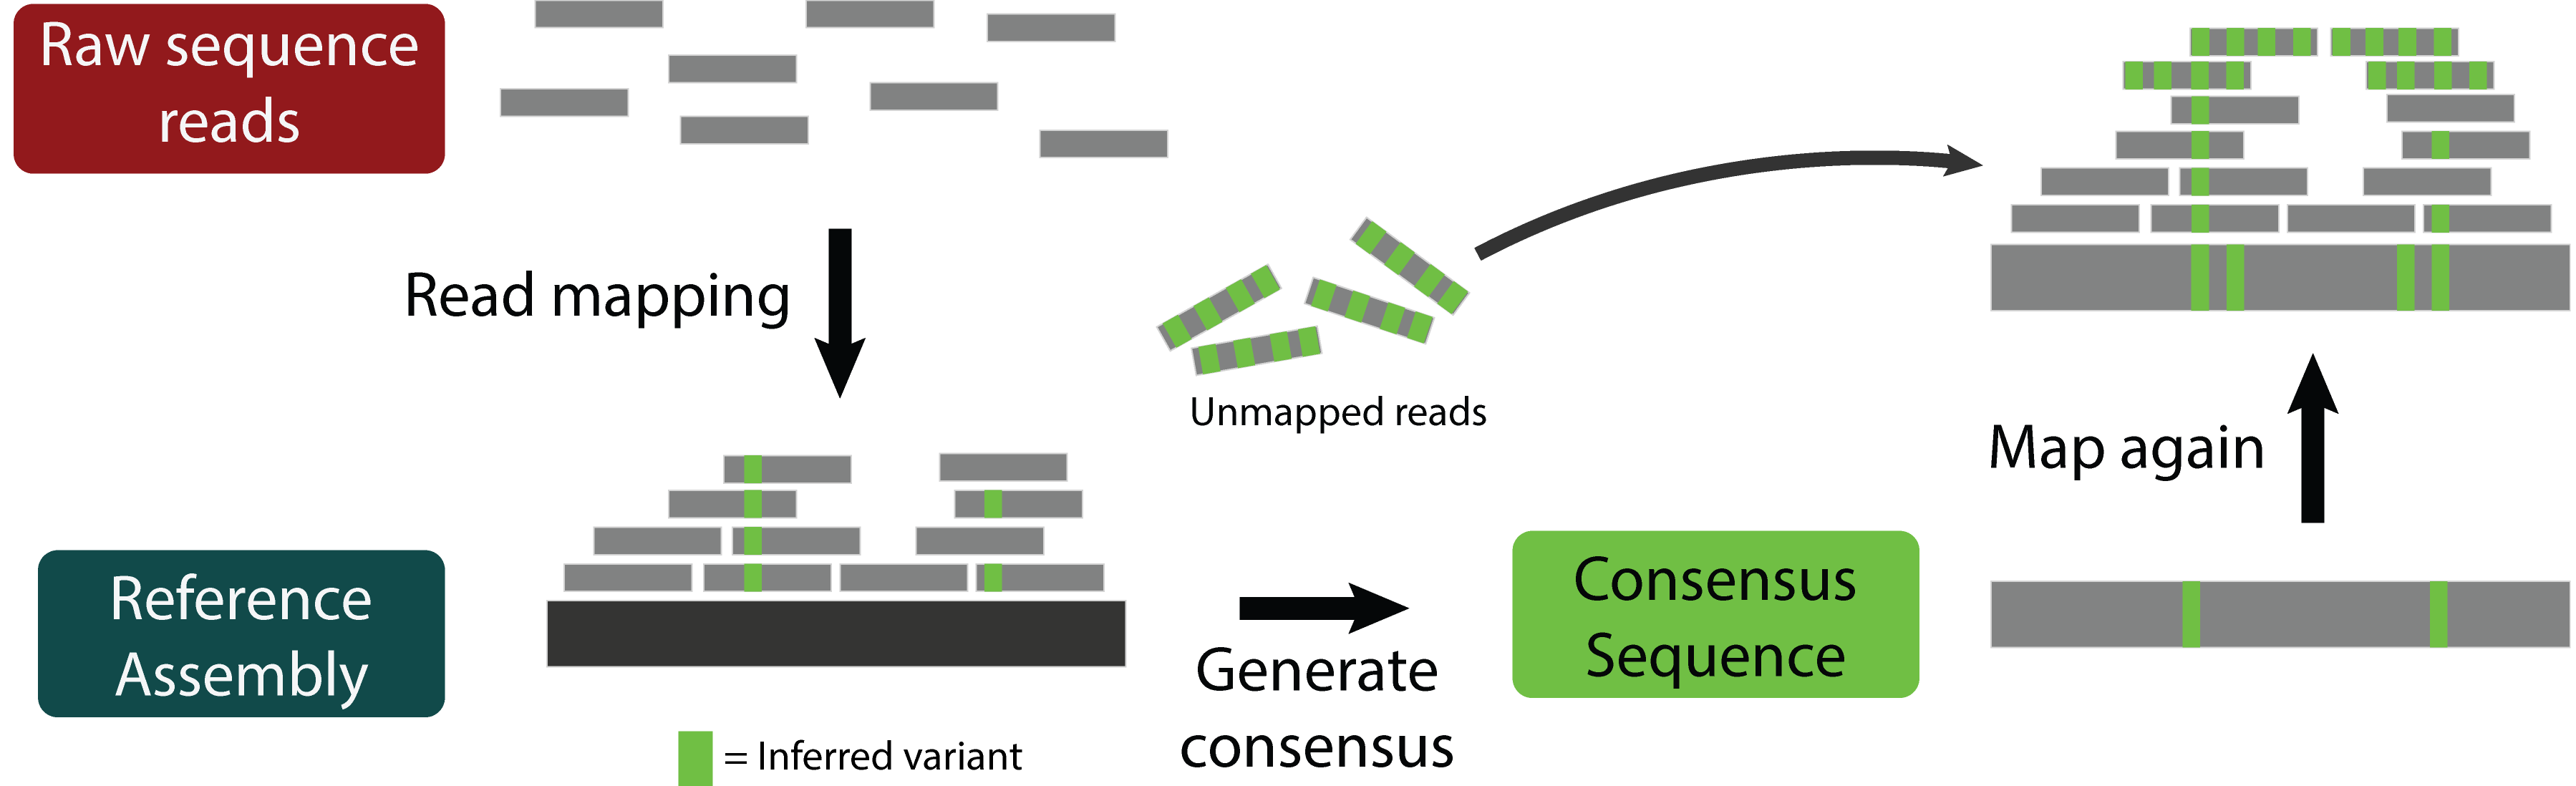 Raw sequence
reads
Read mapping
Unmapped reads
Map again
Reference
Assembly
Generate
consensus
Consensus
Sequence
= Inferred variant